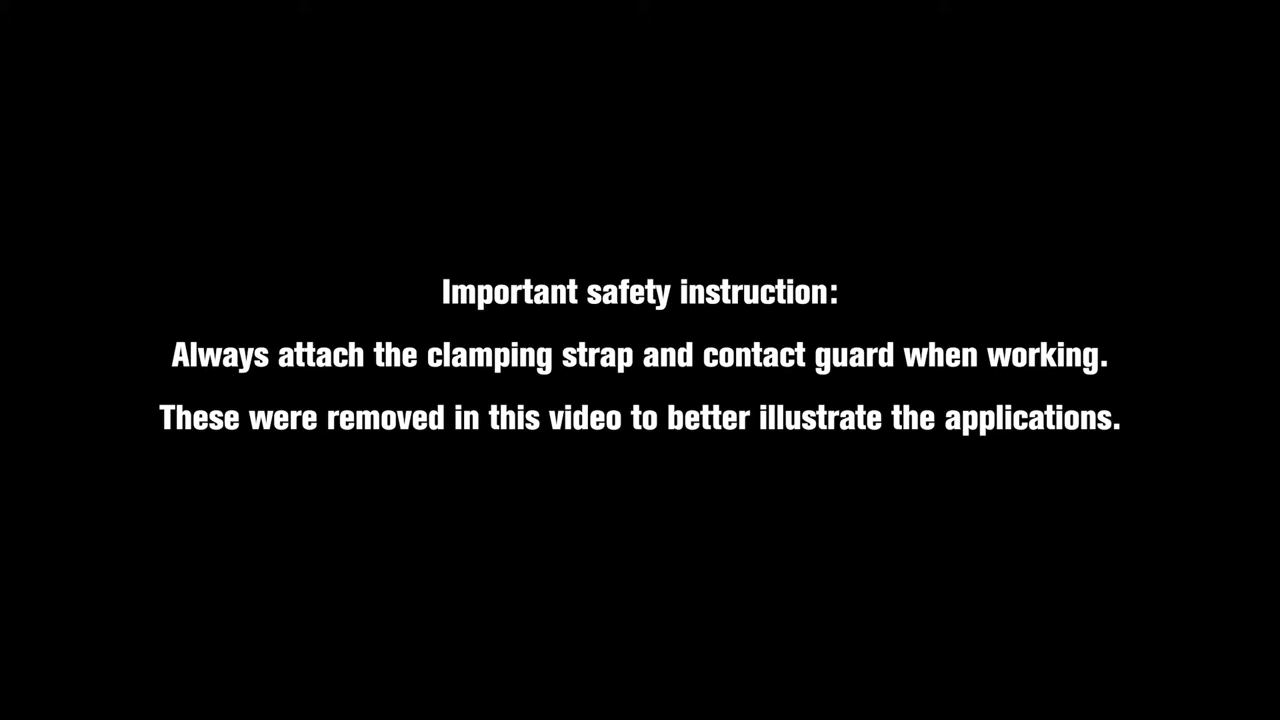 Important safety instruction:
Always attach the clamping strap and contact guard when working.
These were removed in this video to better illustrate the applications.